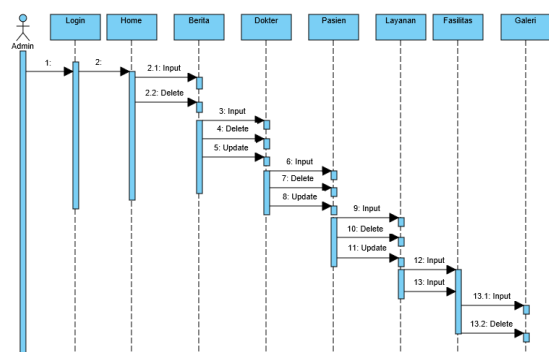 Admin
Login
Home
Berita
Dokter
Pasien
Layanan
Fasilitas
Galeri
1:
2:
2.1: Input
2.2: Delete
3: Input
4: Delete
5: Update
6: Input
7: Delete
8: Update
9: Input
10: Delete
11: Update
12: Input
13: Input
13.1: Input
13.2: Delete